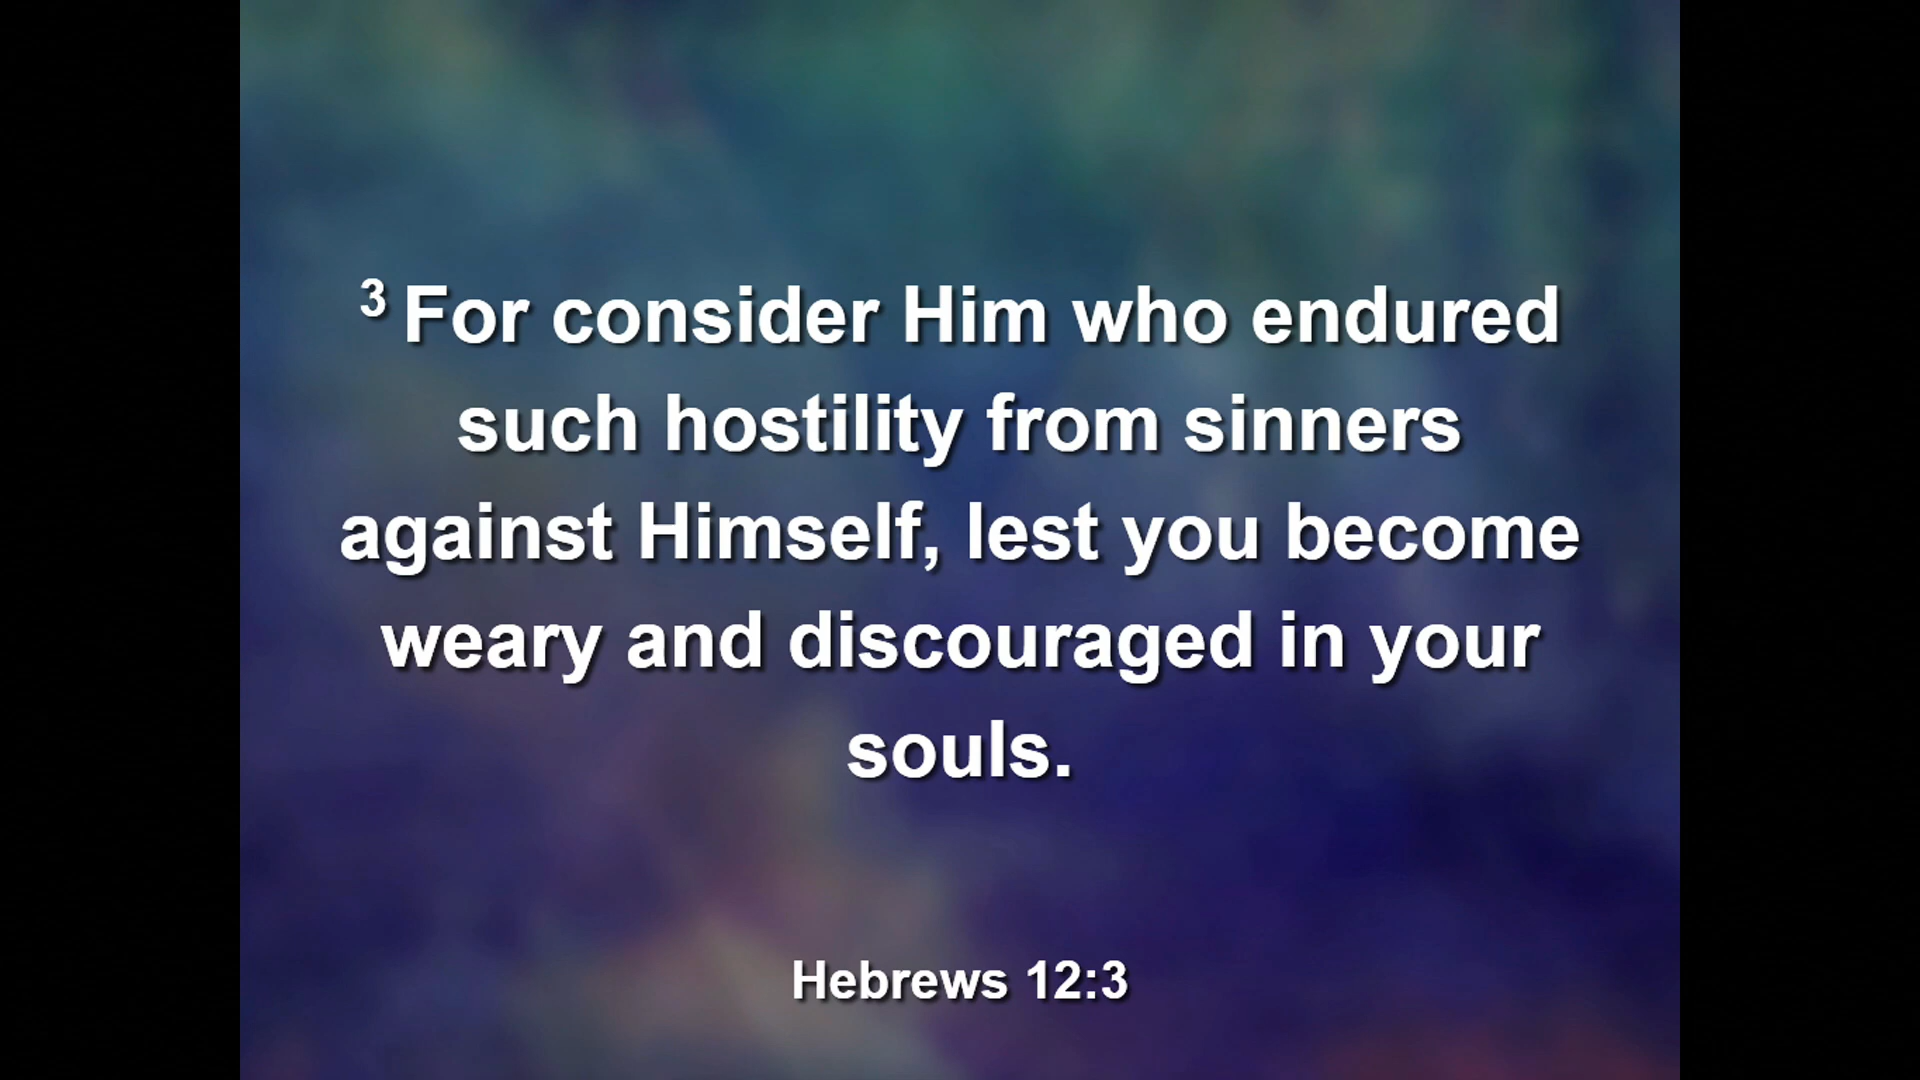 3 For consider Him who endured
such hostility from sinners
against Himself, lest you become
weary and discouraged in your
souls.
Hebrews 12:3